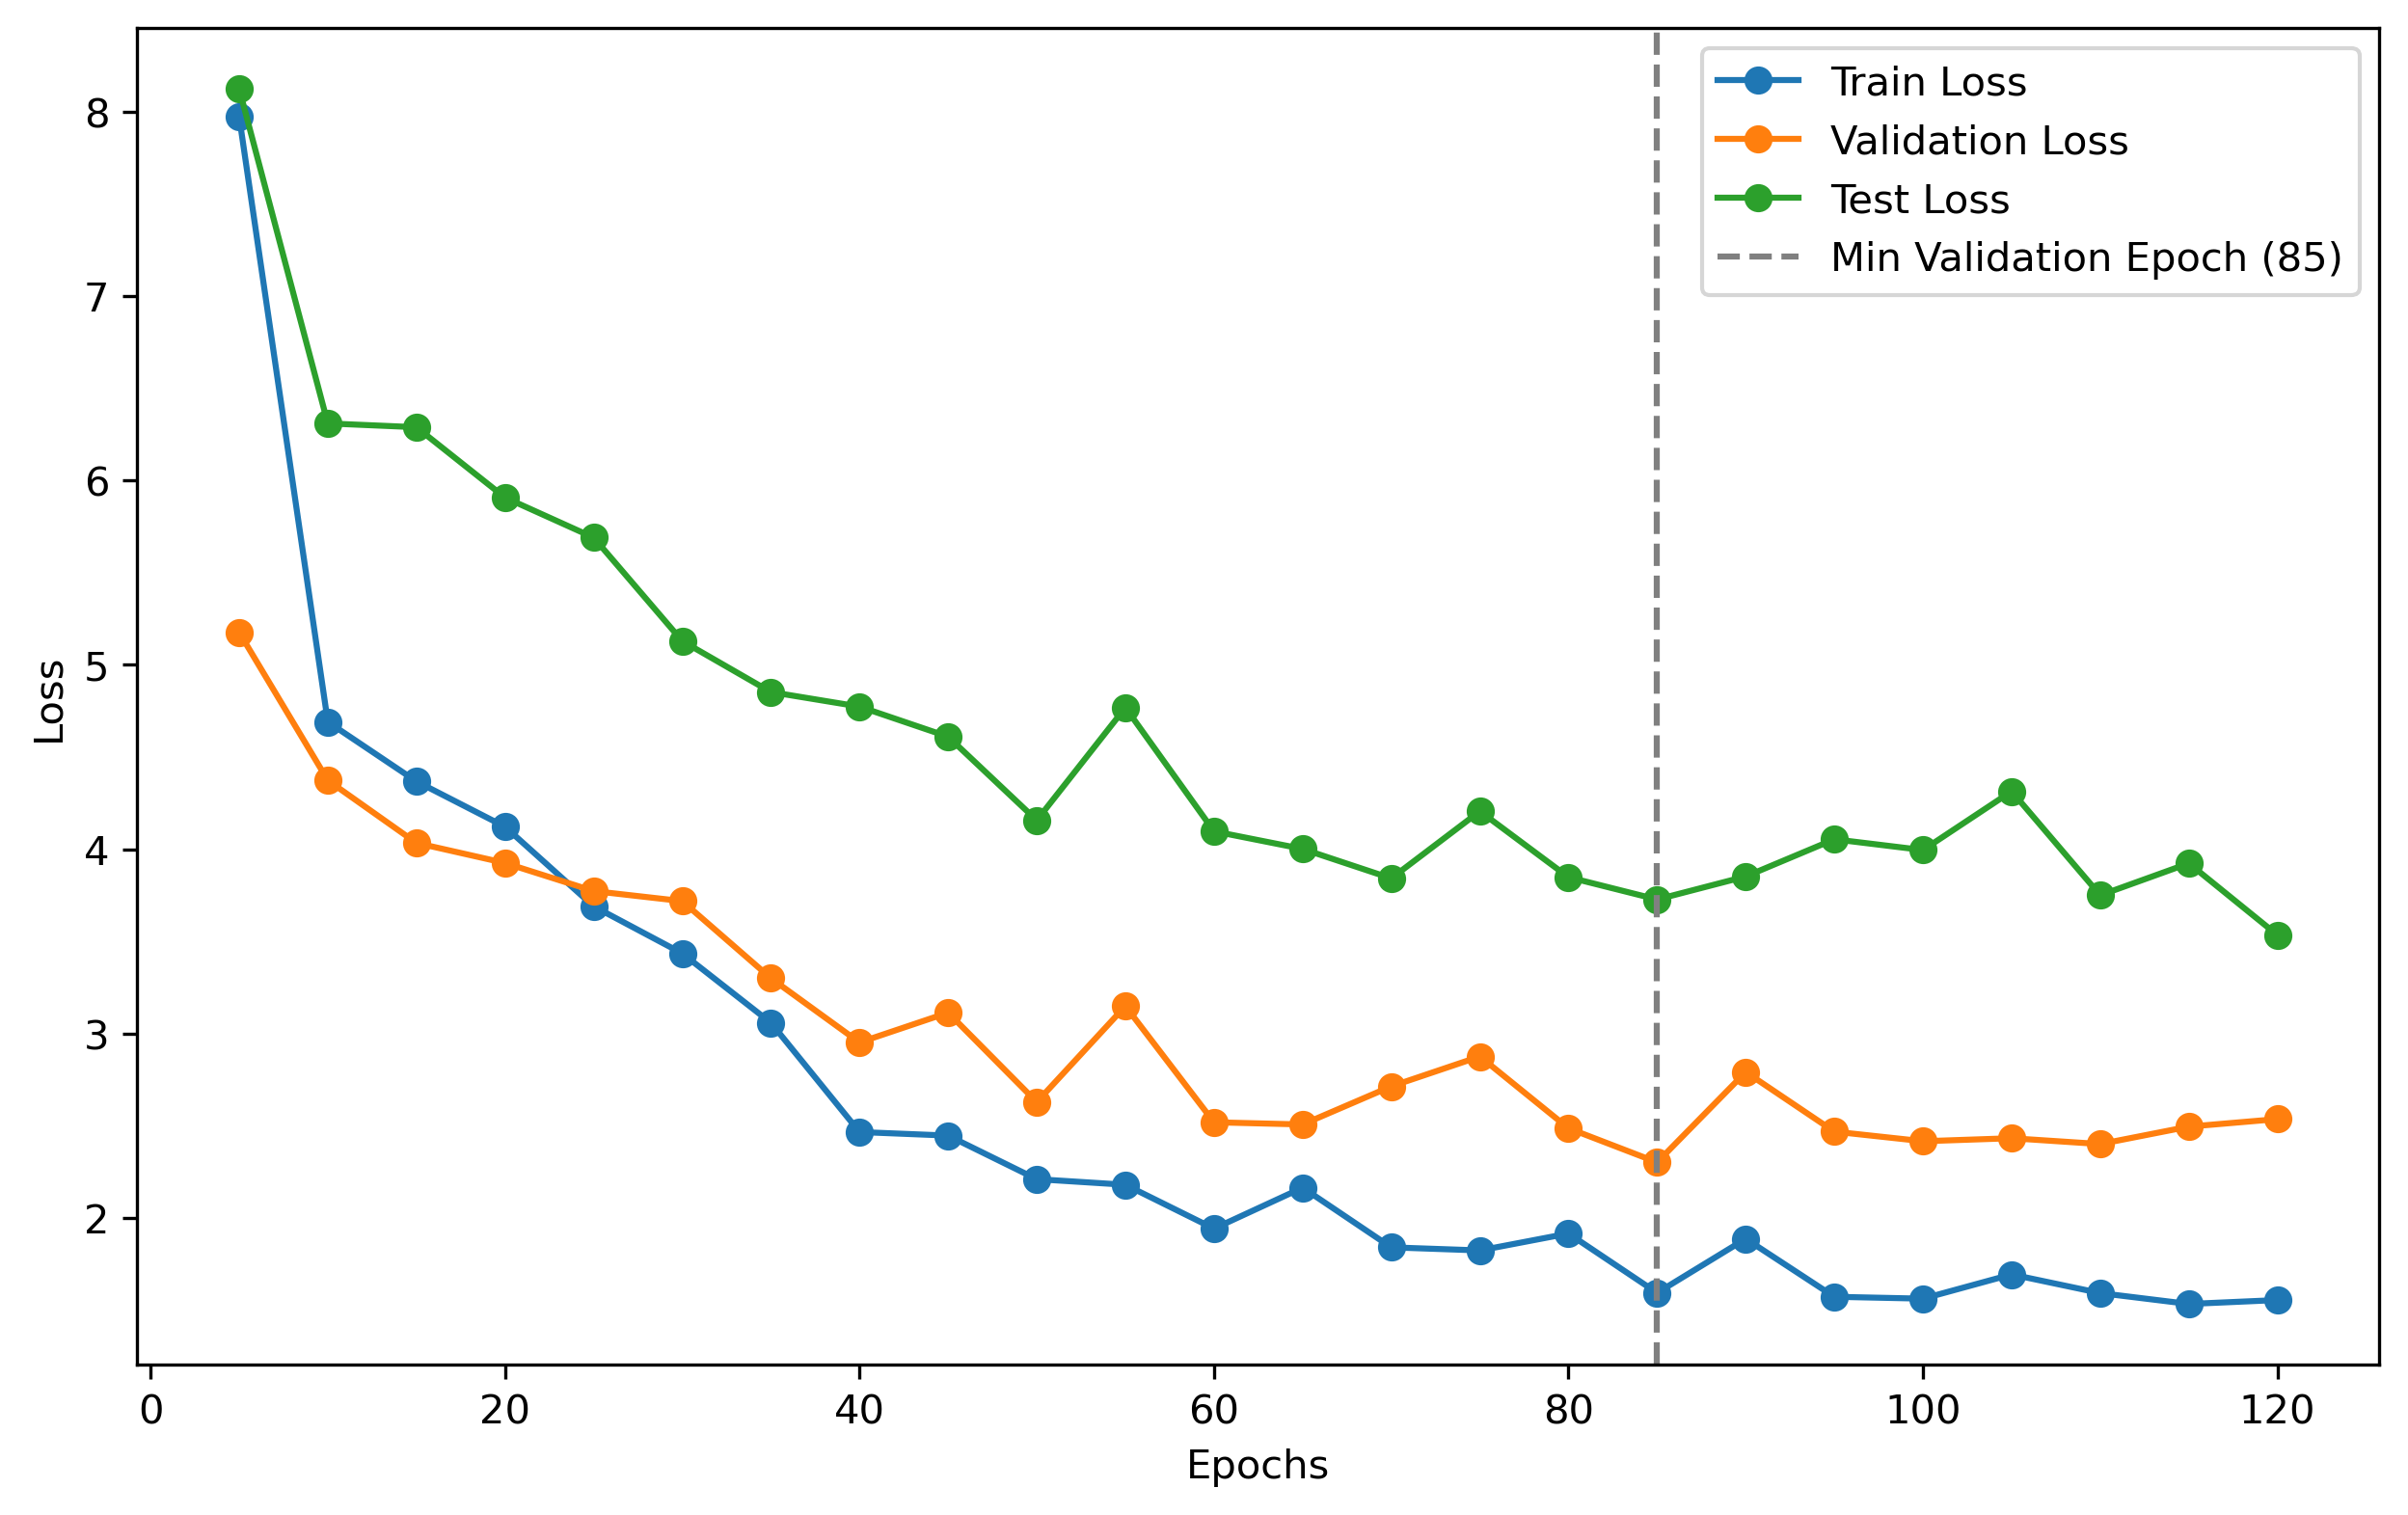 Train Loss
Validation Loss
Test Loss
Min Validation Epoch (85)
8
7
6
5
4
3
2
Loss
0 20 40 60 80 100 120
Epochs